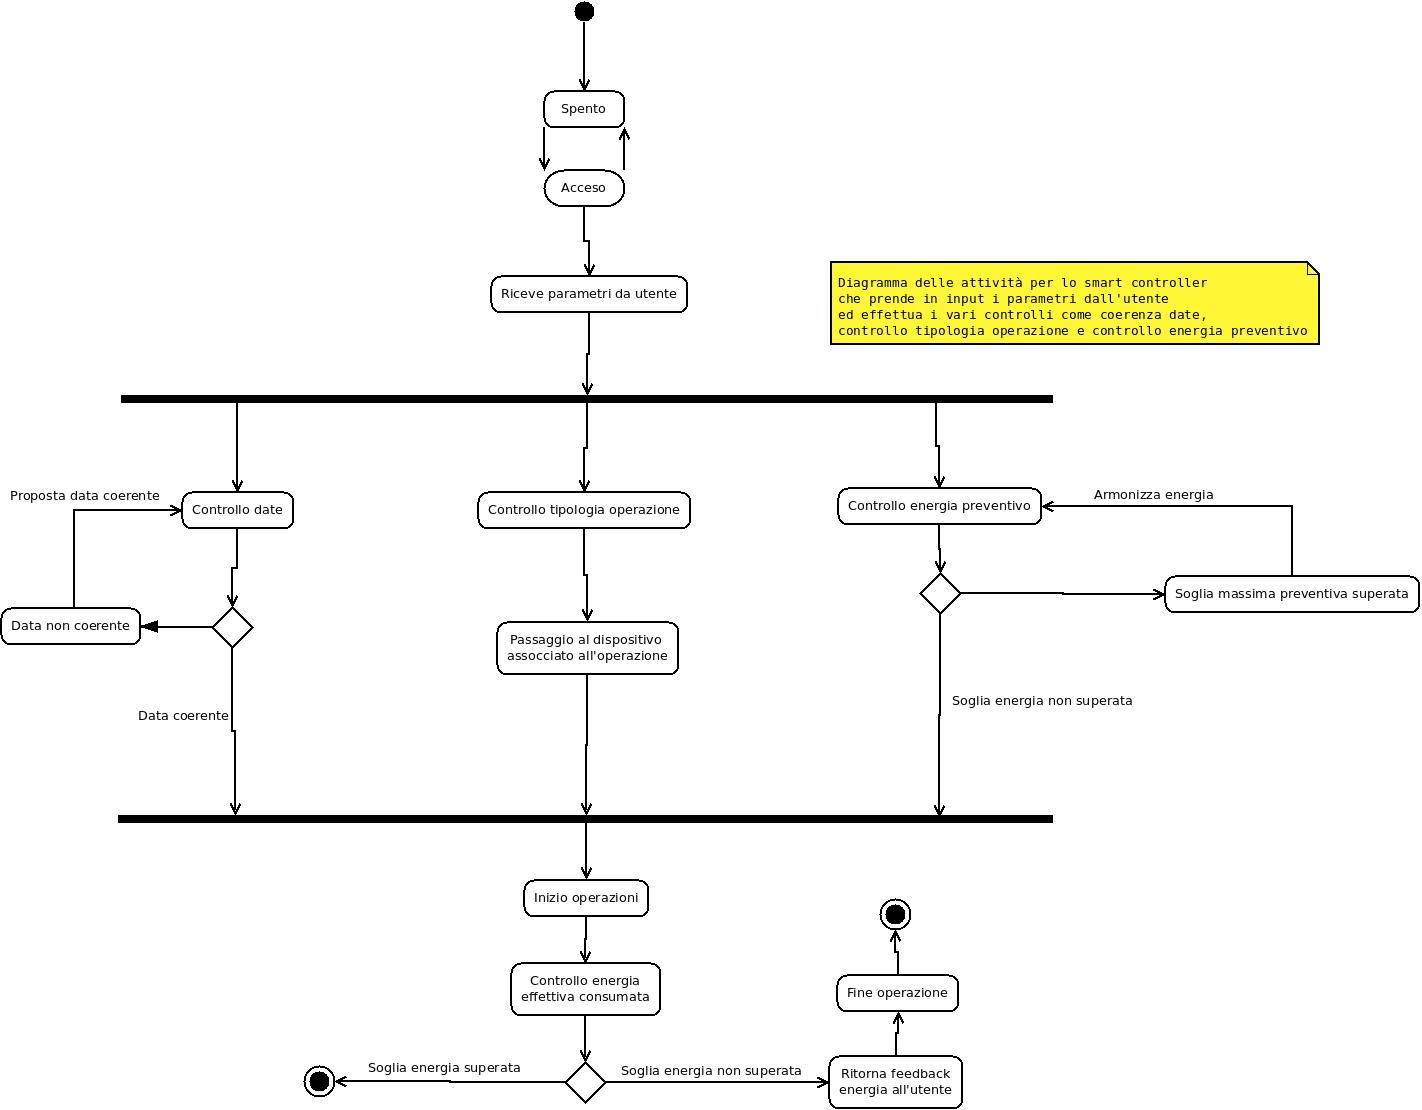 Spento
Acceso
Riceve parametri da utente
Diagramma delle attività per lo smart controller
che prende in input i parametri dall'utente
ed effettua i vari controlli come coerenza date,
controllo tipologia operazione e controllo energia preventivo
Proposta data coerente
Controllo date
Controllo tipologia operazione
Controllo energia preventivo
Armonizza energia
Data non coerente
Soglia massima preventiva superata
Passaggio al dispositivo
assocciato all'operazione
Data coerente
Soglia energia non superata
Inizio operazioni
Controllo energia
effettiva consumata
Fine operazione
Soglia energia superata
Soglia energia non superata
Ritorna feedback
energia all'utente